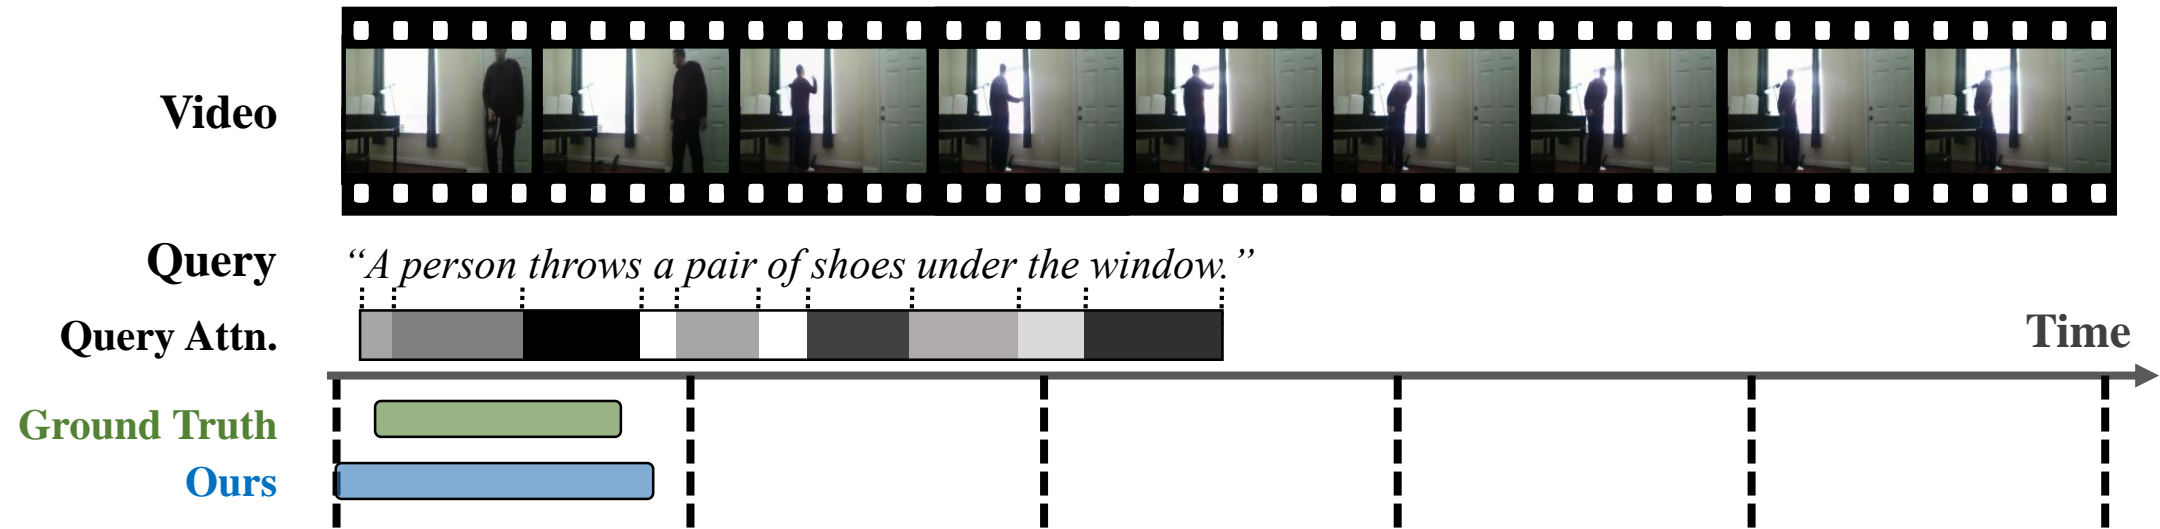 Video
Query “A person throws a pair of shoes under the window.”
Query Attn.
Time
Ground Truth
Ours